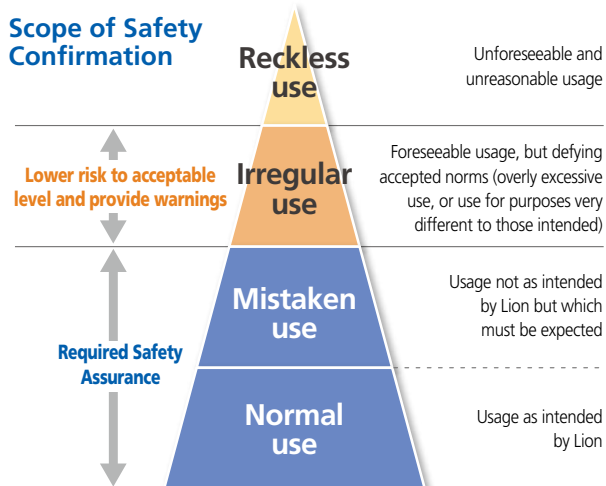 Scope of Safety
Confirmation
Reckless
use
Unforeseeable and
unreasonable usage
Lower risk to acceptable
level and provide warnings
Irregular
use
Foreseeable usage, but defying
accepted norms (overly excessive
use, or use for purposes very
different to those intended)
Required Safety
Assurance
Mistaken
use
Usage not as intended
by Lion but which
must be expected
Normal
use
Usage as intended
by Lion